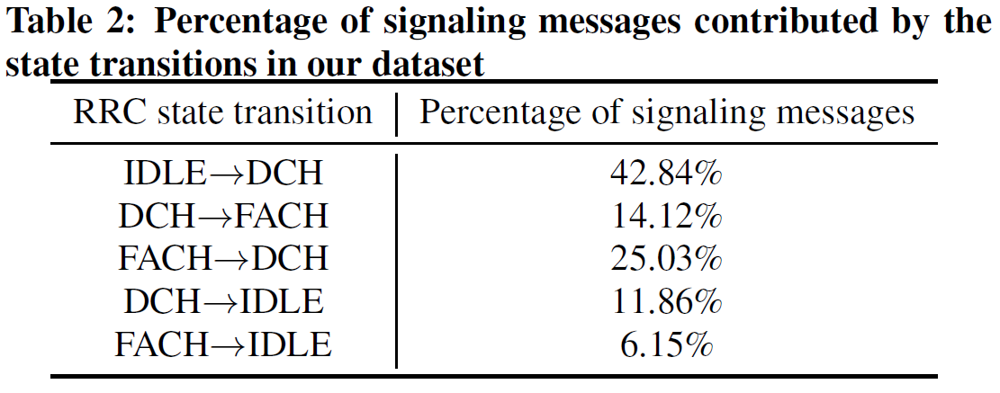 Table 2: Percentage of signaling messages contributed by the
state transitions in our dataset
RRC state transition Percentage of signaling messages
IDLE→DCH 42.84%
DCH→FACH 14.12%
FACH→DCH 25.03%
DCH→IDLE 11.86%
FACH→IDLE 6.15%